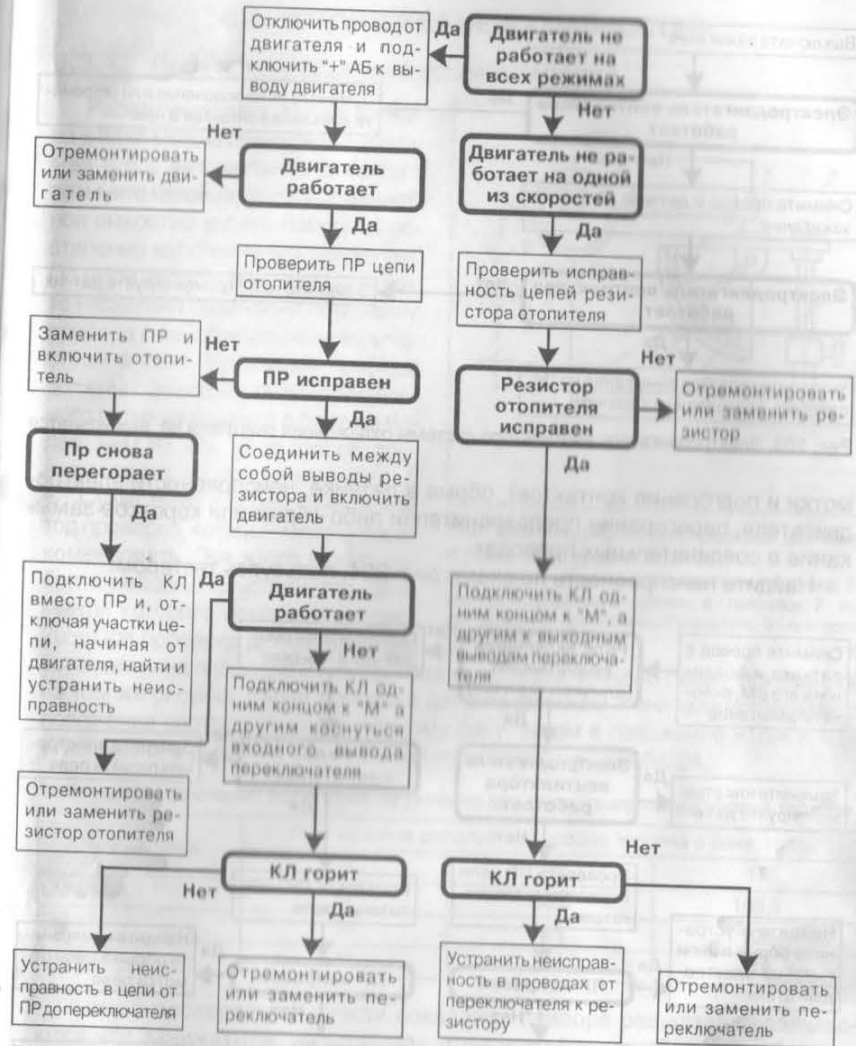 Отключить провод от
двигателя и под-
ключить "+" АБ к вы-
воду двигателя
Да
Двигатель не
работает на
всех режимах
Нет
Нет
Отремонтировать
или заменить дви-
гатель
Двигатель
работает
Двигатель не ра-
ботает на одной
из скоростей
Да
Да
Проверить ПР цепи
отопителя
Проверить исправ-
ность цепей рези-
стора отопителя
Заменить ПР и
включить отопи-
тель
Нет
ПР исправен
Нет
Резистор
отопителя
исправен
Отремонтировать
или заменить ре-
зистор
Да
Да
Пр снова
перегорает
Соединить между
собой выводы ре-
зистора и включить
двигатель
Да
Подключить КЛ
вместо ПР и, от-
ключая участки це-
пи, начиная от
двигателя, найти и
устранить неис-
правность
Да
Двигатель
работает
Подключить КЛ од-
ним концом к "М", а
другим к выходным
выводам переключа-
теля
Нет
Подключить КЛ од-
ним концом к "М" а
другим коснуться
входного вывода
переключателя
Отремонтировать
или заменить ре-
зистор отопителя
КЛ горит
Нет
Да
КЛ горит
Нет
Да
Устранить неис-
правность в цепи от
ПР до переключателя
Отремонтировать
или заменить пе-
реключатель
Устранить неисправ-
ность в проводах от
переключателя к ре-
зистору
Отремонтировать
или заменить пе-
реключатель